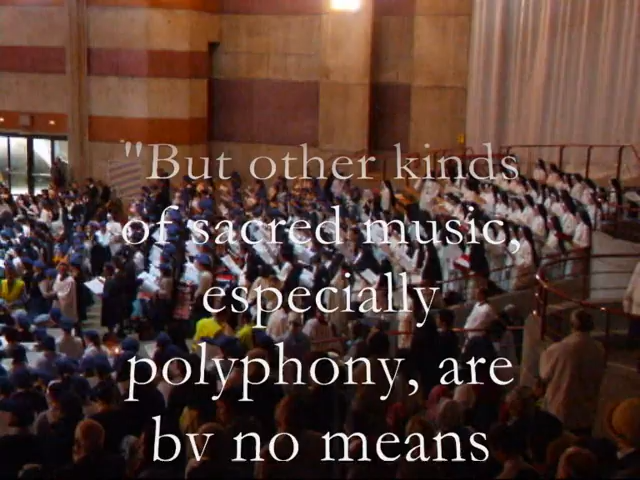 "But other kinds
of sacred music,
especially
polyphony, are
by no means